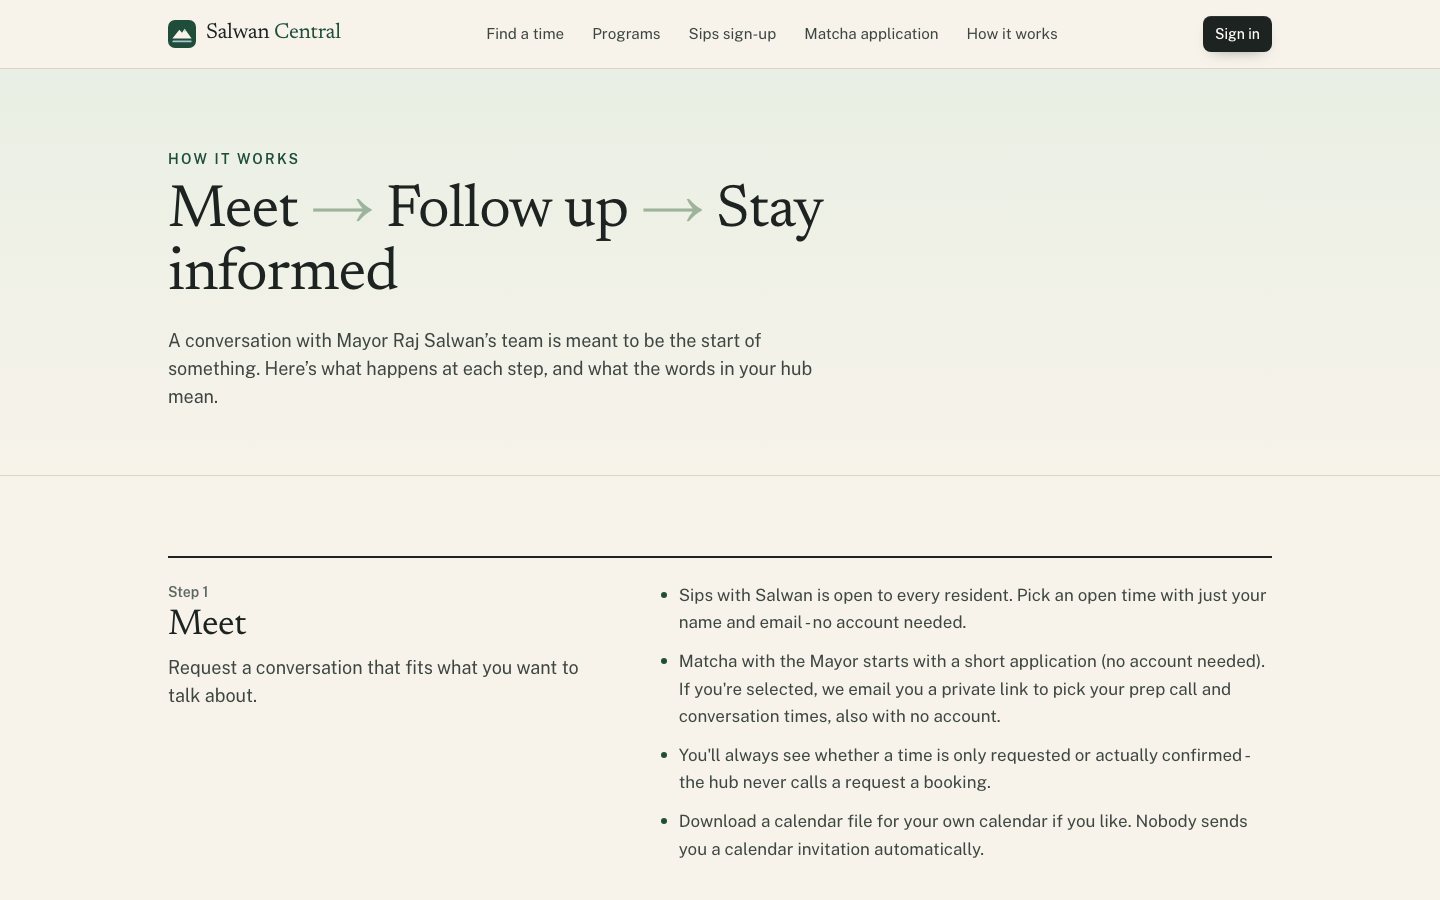 Salwan Central
Find a time
Programs
Sips sign-up
Matcha application
How it works
Sign in
HOW IT WORKS
Meet → Follow up → Stay
informed
A conversation with Mayor Raj Salwan’s team is meant to be the start of
something. Here’s what happens at each step, and what the words in your hub
mean.
Step 1
Meet
Request a conversation that fits what you want to
talk about.
Sips with Salwan is open to every resident. Pick an open time with just your
name and email - no account needed.
Matcha with the Mayor starts with a short application (no account needed).
If you're selected, we email you a private link to pick your prep call and
conversation times, also with no account.
You'll always see whether a time is only requested or actually confirmed -
the hub never calls a request a booking.
Download a calendar file for your own calendar if you like. Nobody sends
you a calendar invitation automatically.